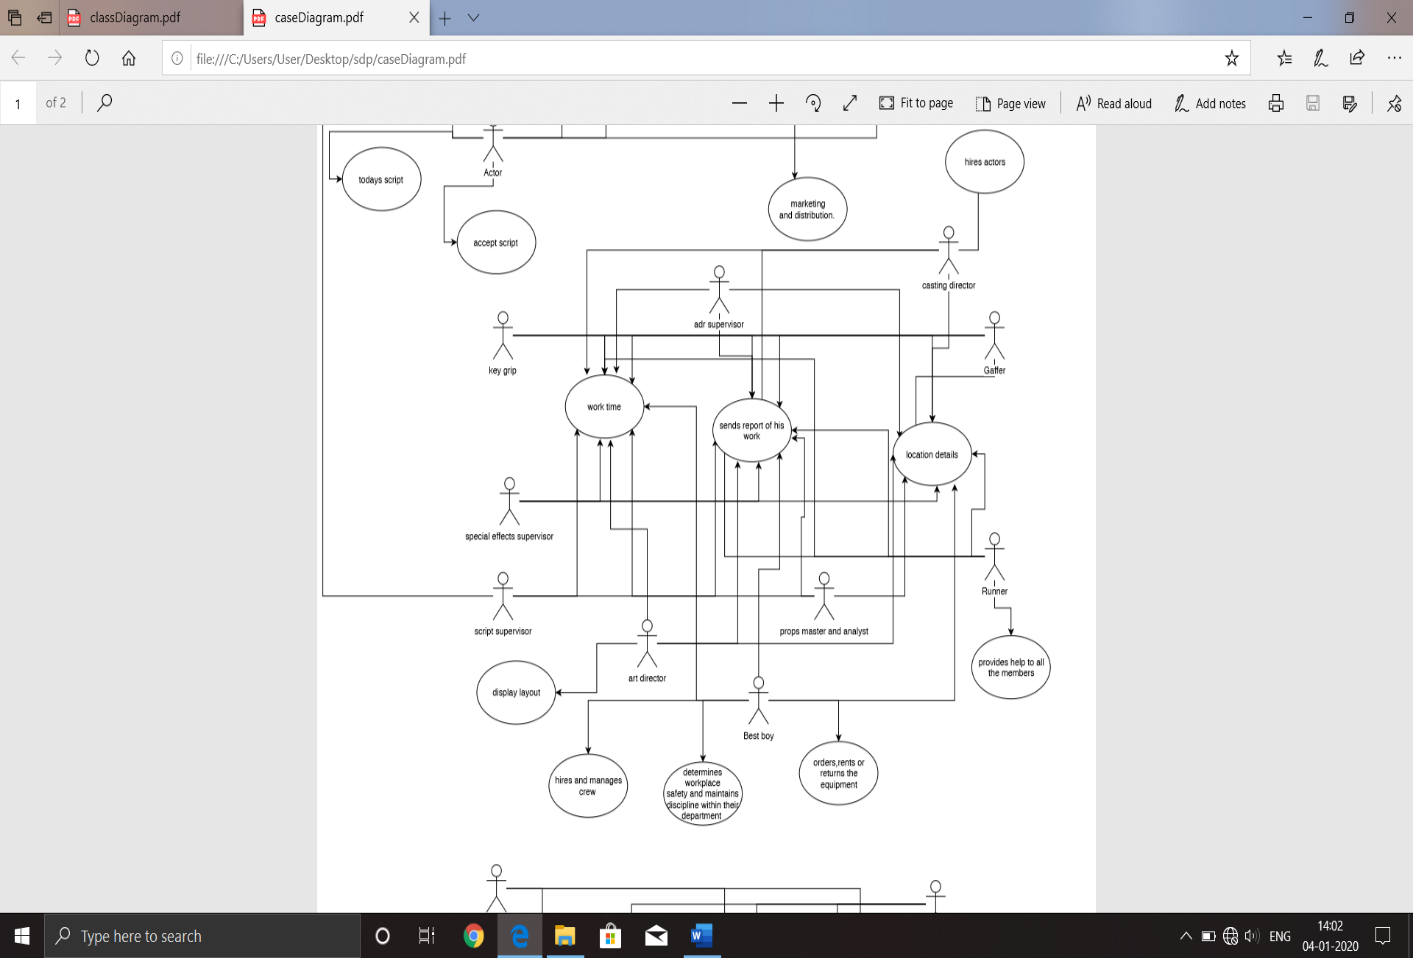 classDiagram.pdf
caseDiagram.pdf
file:///C:/Users/User/Desktop/sdp/caseDiagram.pdf
1
of 2
Fit to page
Page view
Read aloud
Add notes
todays script
Actor
accept script
marketing
and distribution.
hires actors
casting director
adr supervisor
key grip
Gaffer
work time
sends report of his
work
location details
special effects supervisor
script supervisor
props master and analyst
Runner
art director
display layout
provides help to all
the members
Best boy
hires and manages
crew
determines
workplace
safety and maintains
discipline within their
department
orders,rents or
returns the
equipment
Type here to search
ENG
14:02
04-01-2020